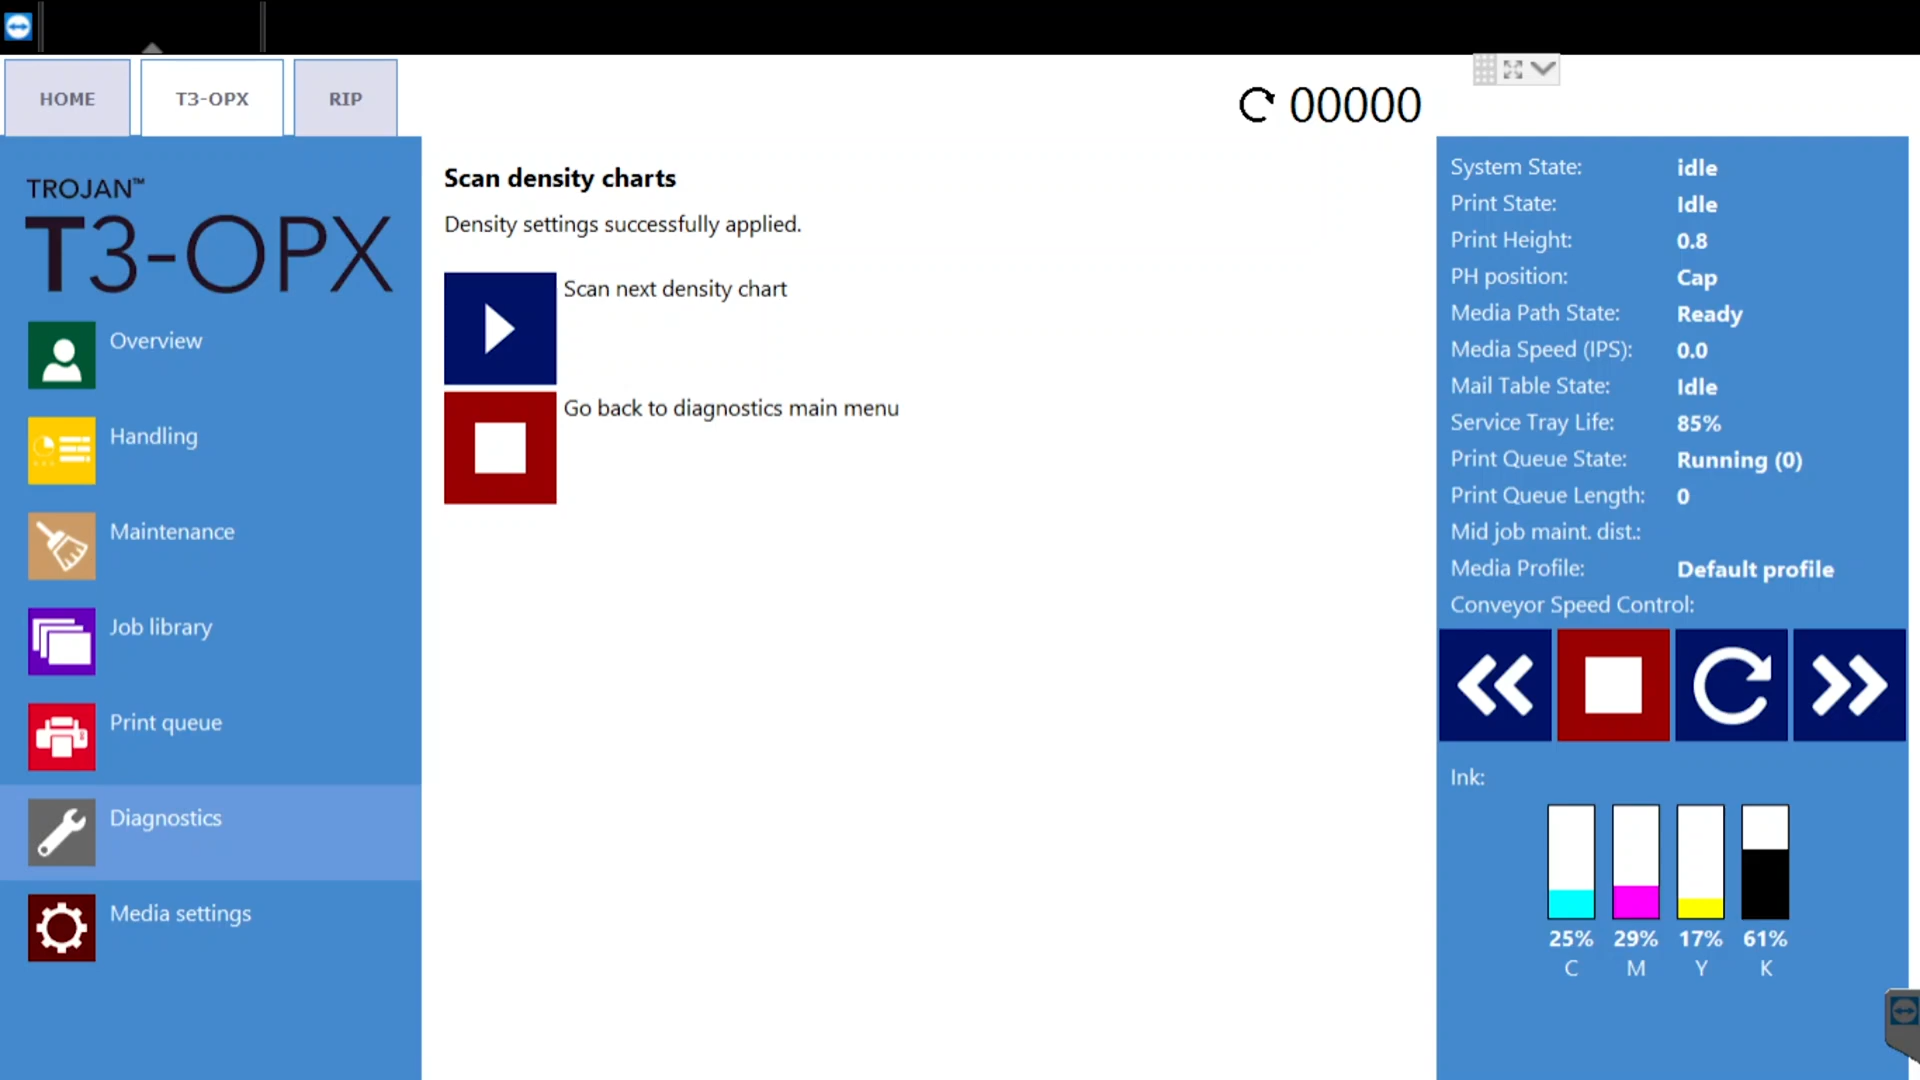 HOME
T3-OPX
RIP
00000
TROJAN™
T3-OPX
Overview
Handling
Maintenance
Job library
Print queue
Diagnostics
Media settings
Scan density charts
Density settings successfully applied.
Scan next density chart
Go back to diagnostics main menu
System State: idle
Print State: Idle
Print Height: 0.8
PH position: Cap
Media Path State: Ready
Media Speed (IPS): 0.0
Mail Table State: Idle
Service Tray Life: 85%
Print Queue State: Running (0)
Print Queue Length: 0
Mid job maint. dist.:
Media Profile: Default profile
Conveyor Speed Control:
Ink:
25% 29% 17% 61%
C M Y K